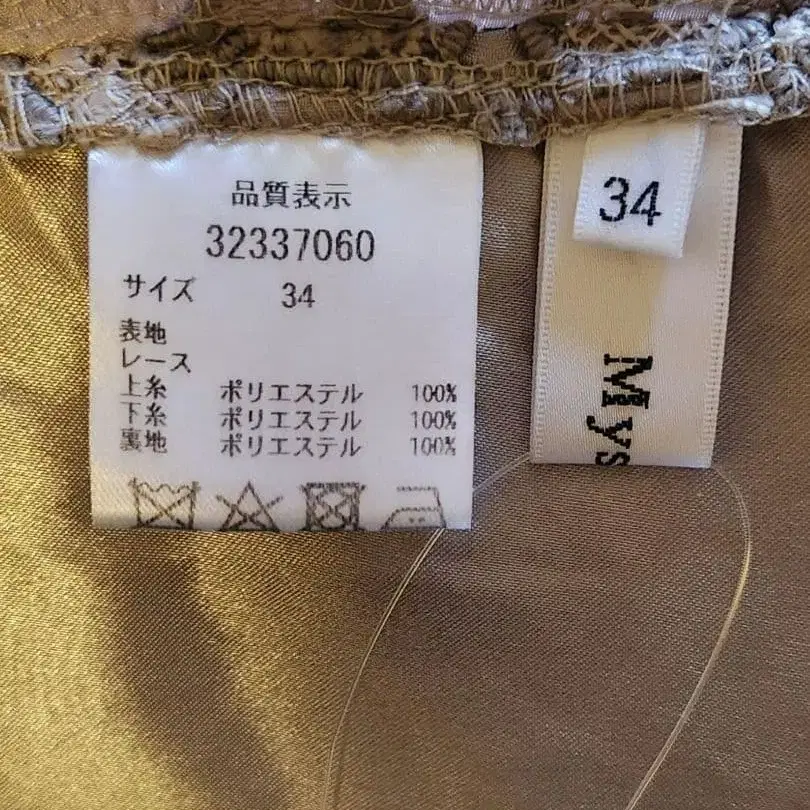 品質表示
32337060
サイズ 34
表地
レース
上糸 ポリエステル 100%
下糸 ポリエステル 100%
裏地 ポリエステル 100%
34
Mys